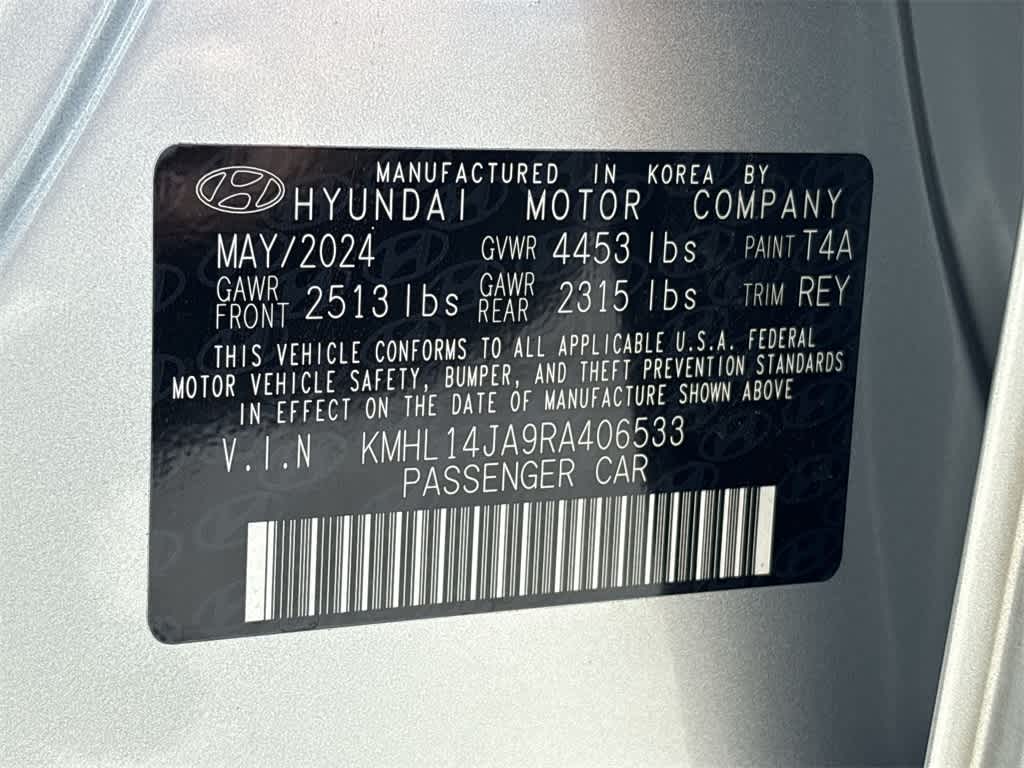 MANUFACTURED IN KOREA BY
HYUNDAI MOTOR COMPANY
MAY/2024 GVWR 4453 lbs PAINT T4A
GAWR FRONT 2513 lbs GAWR REAR 2315 lbs TRIM REY
THIS VEHICLE CONFORMS TO ALL APPLICABLE U.S.A. FEDERAL
MOTOR VEHICLE SAFETY, BUMPER, AND THEFT PREVENTION STANDARDS
IN EFFECT ON THE DATE OF MANUFACTURE SHOWN ABOVE
V.I.N KMHL14JA9RA406533
PASSENGER CAR